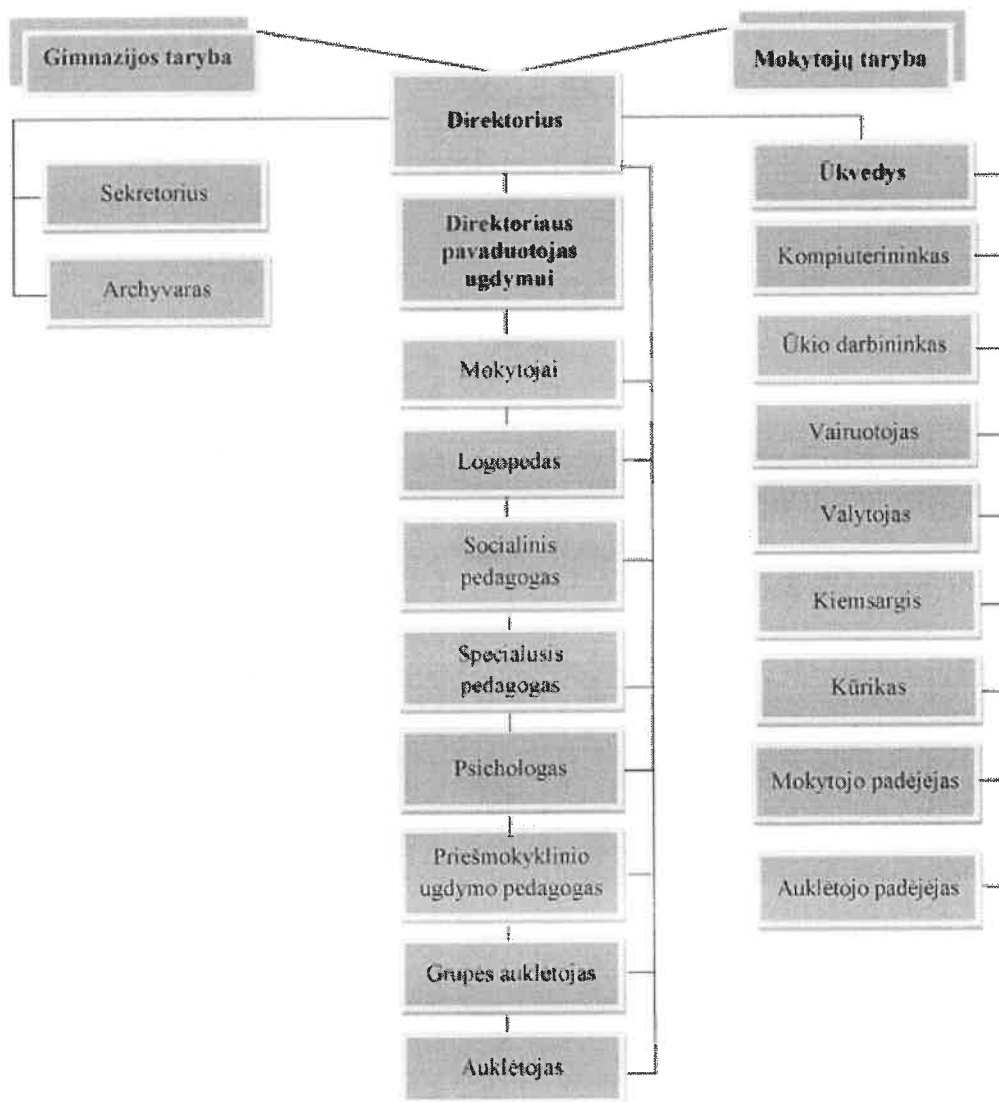 Gimnazijos taryba
Mokytojų taryba
Direktorius
Sekretorius
Archyvaras
Direktoriaus
pavaduotojas
ugdymui
Mokytojai
Logopedas
Socialinis
pedagogas
Specialusis
pedagogas
Psichologas
Priešmokyklinio
ugdymo pedagogas
Grupės auklėtojas
Auklėtojas
Ūkvedys
Kompiuterininkas
Ūkio darbininkas
Vairuotojas
Valytojas
Kiemsargis
Kūrikas
Mokytojo padėjėjas
Auklėtojo padėjėjas